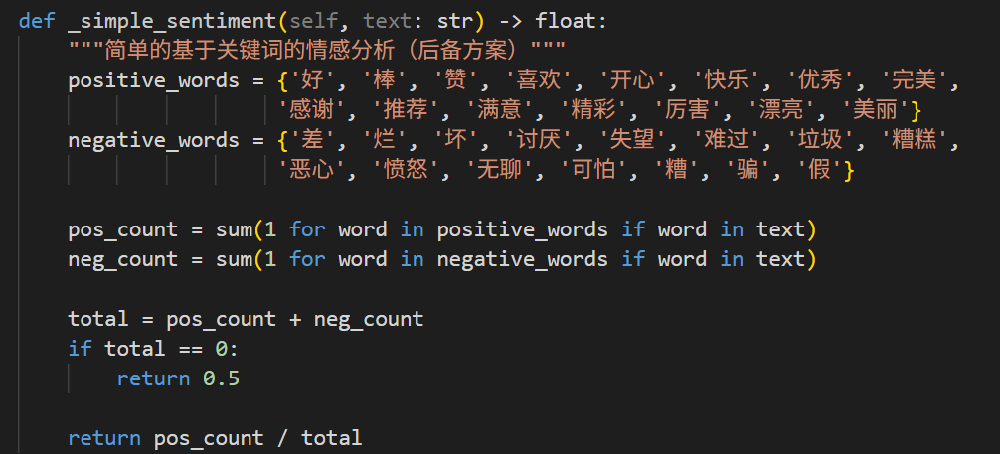 def _simple_sentiment(self, text: str) -> float:
    """简单的基于关键词的情感分析（后备方案）"""
    positive_words = {'好', '棒', '赞', '喜欢', '开心', '快乐', '优秀', '完美',
                     '感谢', '推荐', '满意', '精彩', '厉害', '漂亮', '美丽'}
    negative_words = {'差', '烂', '坏', '讨厌', '失望', '难过', '垃圾', '糟糕',
                     '恶心', '愤怒', '无聊', '可怕', '糟', '骗', '假'}

    pos_count = sum(1 for word in positive_words if word in text)
    neg_count = sum(1 for word in negative_words if word in text)

    total = pos_count + neg_count
    if total == 0:
        return 0.5

    return pos_count / total